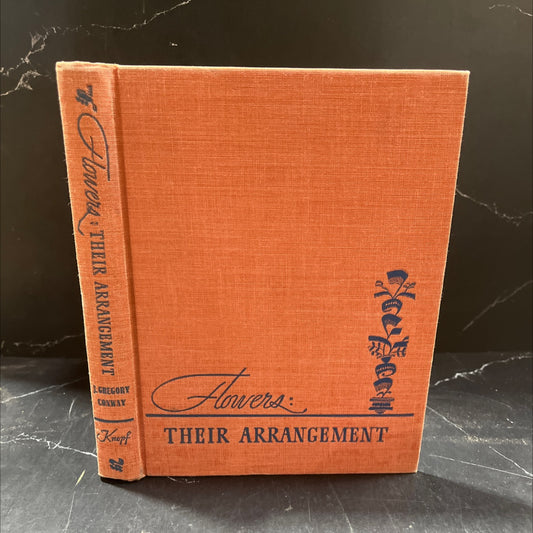 Flowers: THEIR ARRANGEMENT
J. GREGORY
CONWAY
Knopf
Flowers:
THEIR ARRANGEMENT